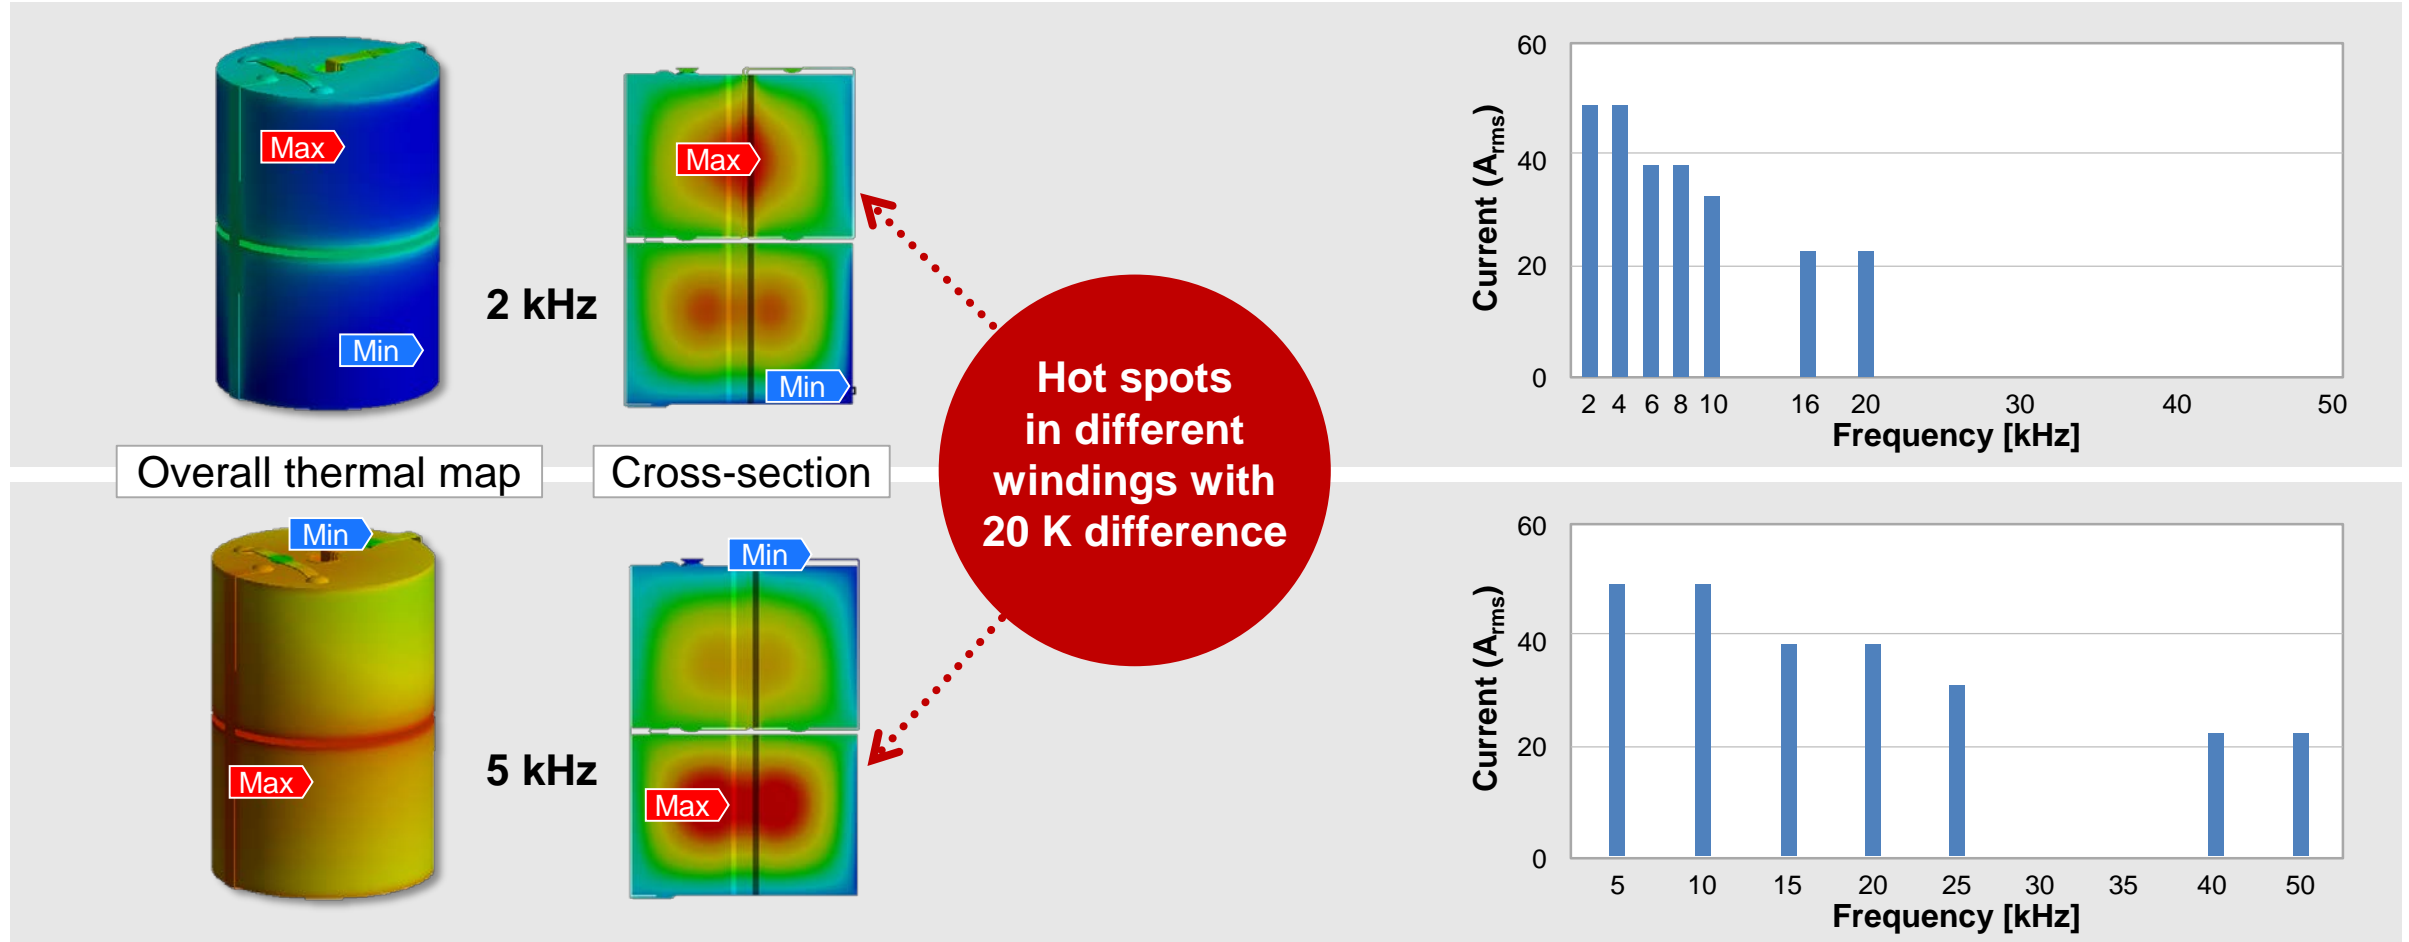 Max
Min
2 kHz
Max
Min
60
40
20
0
Current (Arms)
2 4 6 8 10 16 20 30 40 50
Frequency [kHz]
Overall thermal map
Cross-section
Hot spots
in different
windings with
20 K difference
Min
Max
5 kHz
Min
Max
60
40
20
0
Current (Arms)
5 10 15 20 25 30 35 40 50
Frequency [kHz]